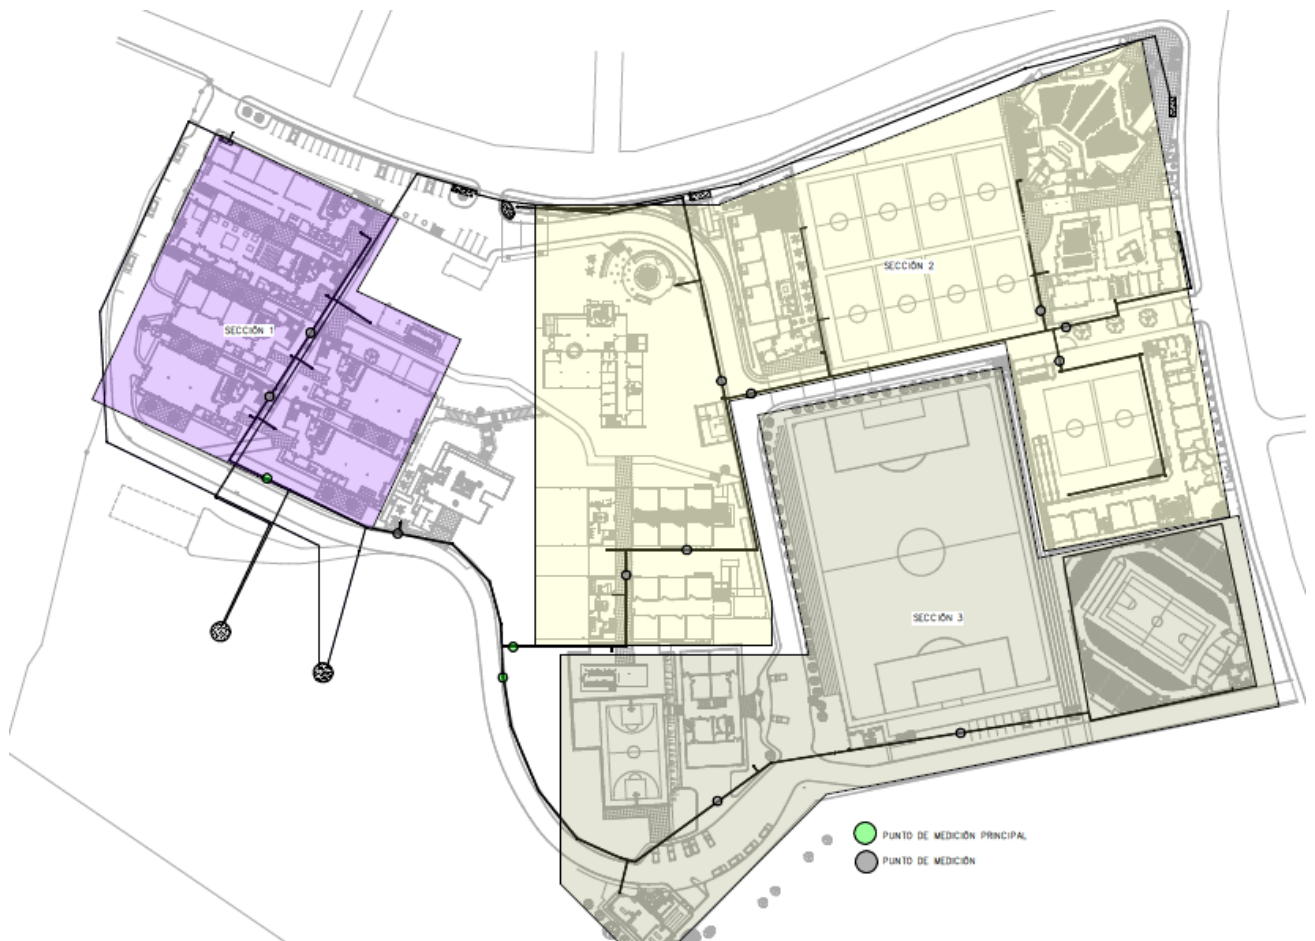 SECCIÓN 2
SECCIÓN 1
SECCIÓN 3
PUNTO DE MEDICIÓN PRINCIPAL
PUNTO DE MEDICIÓN